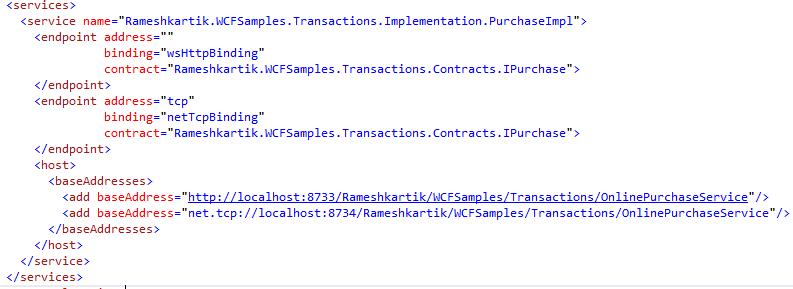 <services>
<service name="Rameshkartik.WCFSamples.Transactions.Implementation.PurchaseImpl">
<endpoint address=""
binding="wsHttpBinding"
contract="Rameshkartik.WCFSamples.Transactions.Contracts.IPurchase">
</endpoint>
<endpoint address="tcp"
binding="netTcpBinding"
contract="Rameshkartik.WCFSamples.Transactions.Contracts.IPurchase">
</endpoint>
<host>
<baseAddresses>
<add baseAddress="http://localhost:8733/Rameshkartik/WCFSamples/Transactions/OnlinePurchaseService"/>
<add baseAddress="net.tcp://localhost:8734/Rameshkartik/WCFSamples/Transactions/OnlinePurchaseService"/>
</baseAddresses>
</host>
</service>
</services>